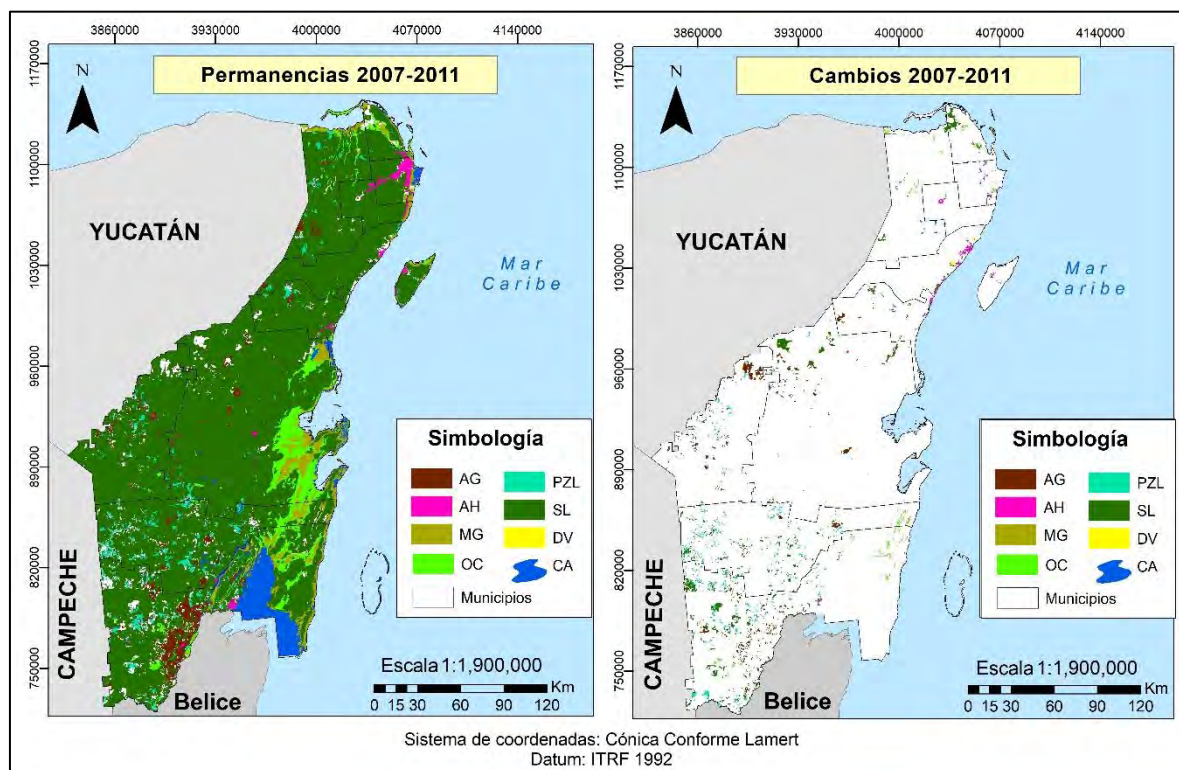 3860000 3930000 4000000 4070000 4140000
3860000 3930000 4000000 4070000 4140000
Permanencias 2007-2011
Cambios 2007-2011
N
N
1170000
1100000
1030000
960000
890000
820000
750000
1170000
1100000
1030000
960000
890000
820000
750000
YUCATÁN
Mar
Caribe
CAMPECHE
Belice
Simbología
AG
PZL
AH
SL
MG
DV
OC
CA
Municipios
Escala 1:1,900,000
Km
0 15 30 60 90 120
YUCATÁN
Mar
Caribe
CAMPECHE
Belice
Simbología
AG
PZL
AH
SL
MG
DV
OC
CA
Municipios
Escala 1:1,900,000
Km
0 15 30 60 90 120
Sistema de coordenadas: Cónica Conforme Lamert
Datum: ITRF 1992